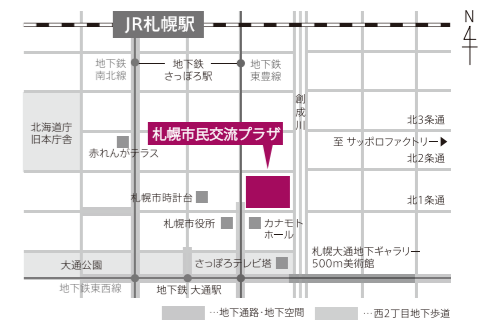 JR札幌駅
N
地下鉄
南北線
地下鉄
さっぽろ駅
地下鉄
東豊線
創成川
北海道庁
旧本庁舎
赤れんがテラス
札幌市民交流プラザ
北3条通
至 サッポロファクトリー▶
北2条通
札幌市時計台
北1条通
札幌市役所
カナモト
ホール
大通公園
さっぽろテレビ塔
札幌大通地下ギャラリー
500m美術館
地下鉄東西線
地下鉄 大通駅
…地下通路・地下空間
…西2丁目地下歩道